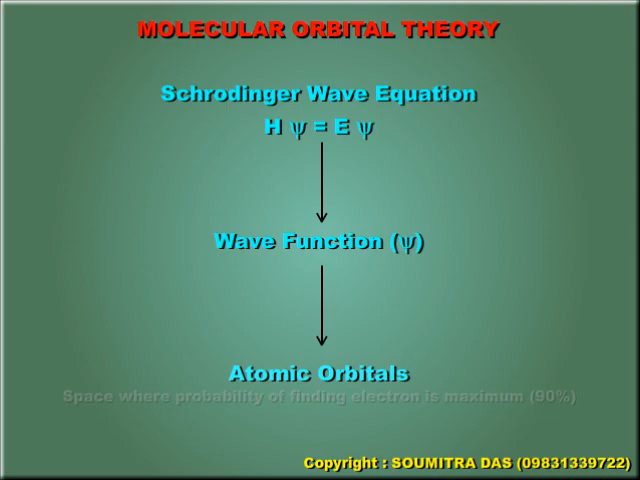 MOLECULAR ORBITAL THEORY
Schrodinger Wave Equation
H ψ = E ψ
Wave Function (ψ)
Atomic Orbitals
Space where probability of finding electron is maximum (90%)
Copyright : SOUMITRA DAS (09831339722)